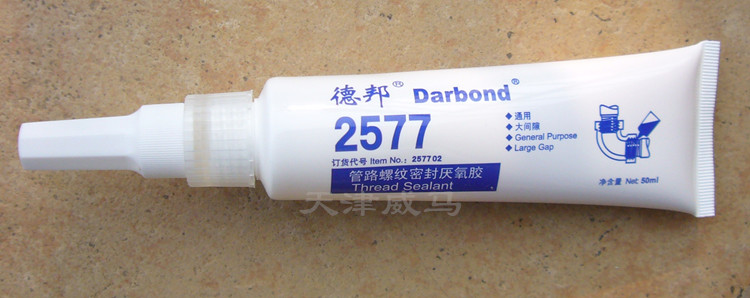 德邦® Darbond®
2577
订货代号 Item No.: 257702
管路螺纹密封厌氧胶
Thread Sealant
◆通用
◆大间隙
◆General Purpose
◆Large Gap
净含量 Net: 50ml
天津威马